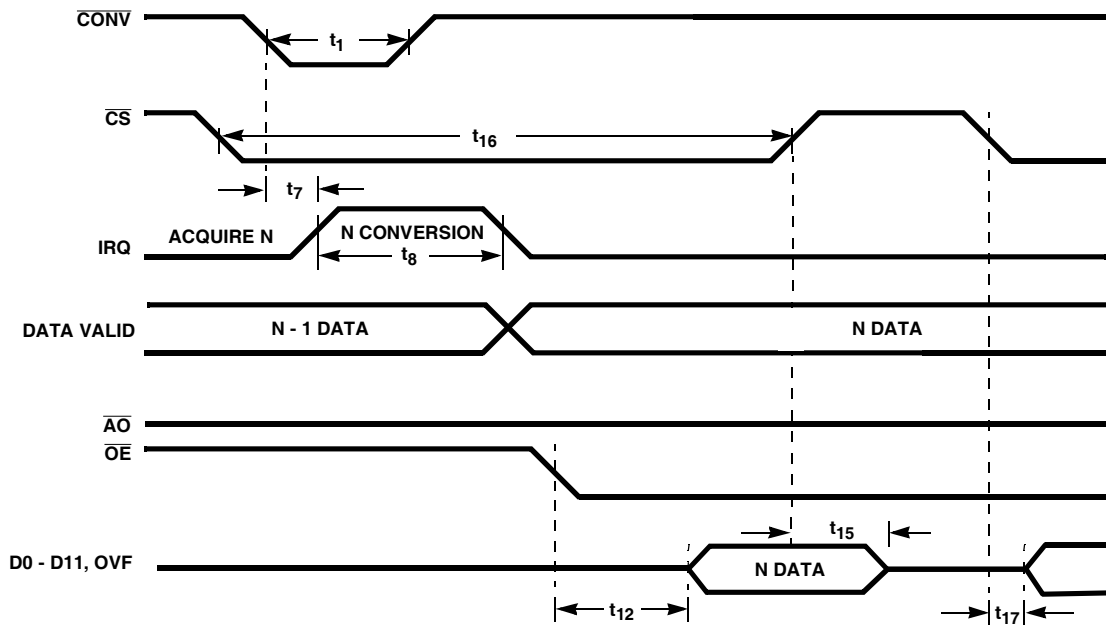 CONV
t1
CS
t16
t7
IRQ
ACQUIRE N
N CONVERSION
t8
DATA VALID
N - 1 DATA
N DATA
AO
OE
t15
D0 - D11, OVF
N DATA
t12
t17